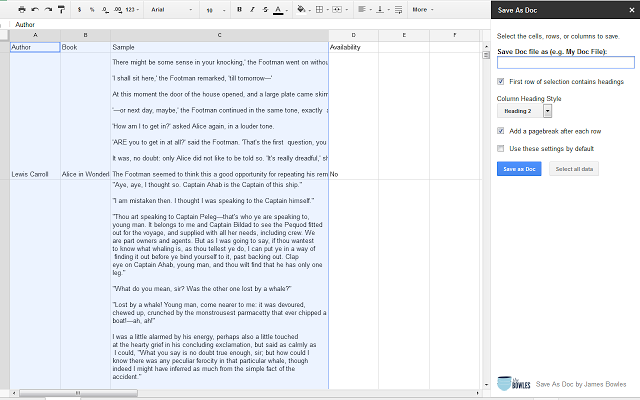 $ % .0 .00 123 Arial 10 B I S A More
Author
A B C D E F
Author Book Sample Availability
There might be some sense in your knocking,' the Footman went on withou
'I shall sit here,' the Footman remarked, 'till tomorrow—'
At this moment the door of the house opened, and a large plate came skim
'—or next day, maybe,' the Footman continued in the same tone, exactly a
'How am I to get in?' asked Alice again, in a louder tone.
'ARE you to get in at all?' said the Footman. 'That's the first question, you
It was, no doubt: only Alice did not like to be told so. 'It's really dreadful,' sh
Lewis Carroll Alice in Wonderl The Footman seemed to think this a good opportunity for repeating his rem No
"Aye, aye, I thought so. Captain Ahab is the Captain of this ship."
"I am mistaken then. I thought I was speaking to the Captain himself."
"Thou art speaking to Captain Peleg—that's who ye are speaking to,
young man. It belongs to me and Captain Bildad to see the Pequod fitted
out for the voyage, and supplied with all her needs, including crew. We
are part owners and agents. But as I was going to say, if thou wantest
to know what whaling is, as thou tellest ye do, I can put ye in a way of
finding it out before ye bind yourself to it, past backing out. Clap
eye on Captain Ahab, young man, and thou wilt find that he has only one
leg."
"What do you mean, sir? Was the other one lost by a whale?"
"Lost by a whale! Young man, come nearer to me: it was devoured,
chewed up, crunched by the monstrousest parmacetty that ever chipped a
boat!—ah, ah!"
I was a little alarmed by his energy, perhaps also a little touched
at the hearty grief in his concluding exclamation, but said as calmly as
I could, "What you say is no doubt true enough, sir; but how could I
know there was any peculiar ferocity in that particular whale, though
indeed I might have inferred as much from the simple fact of the
accident."
Save As Doc
Select the cells, rows, or columns to save.
Save Doc file as (e.g. My Doc File):
First row of selection contains headings
Column Heading Style
Heading 2
Add a pagebreak after each row
Use these settings by default
Save as Doc Select all data
BOWLES Save As Doc by James Bowles